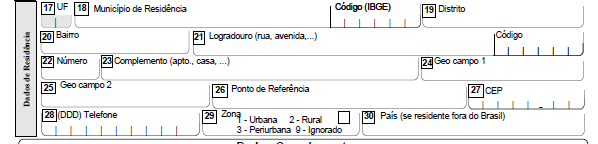 Dados de Residência
17 UF 18 Município de Residência Código (IBGE) 19 Distrito
20 Bairro 21 Logradouro (rua, avenida,...) Código
22 Número 23 Complemento (apto., casa, ...) 24 Geo campo 1
25 Geo campo 2 26 Ponto de Referência 27 CEP
28 (DDD) Telefone 29 Zona 1 - Urbana 2 - Rural 30 País (se residente fora do Brasil)
3 - Periurbana 9 - Ignorado